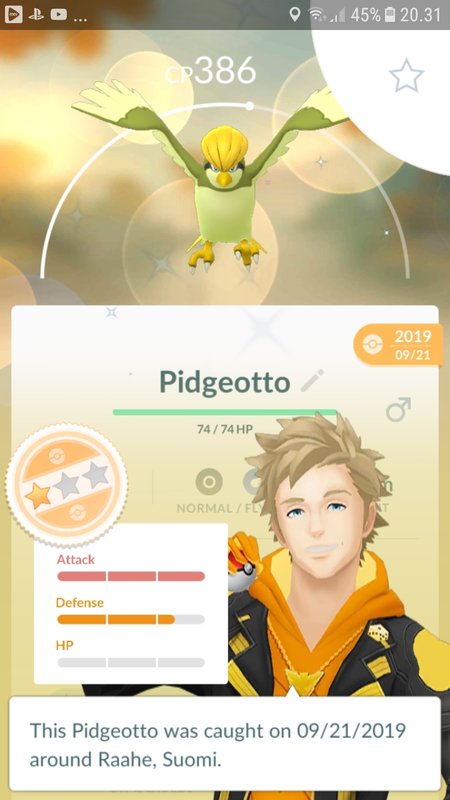 ... 45% 20.31
CP386
2019
09/21
Pidgeotto
74 / 74 HP
NORMAL / FLY
Attack
Defense
HP
This Pidgeotto was caught on 09/21/2019
around Raahe, Suomi.